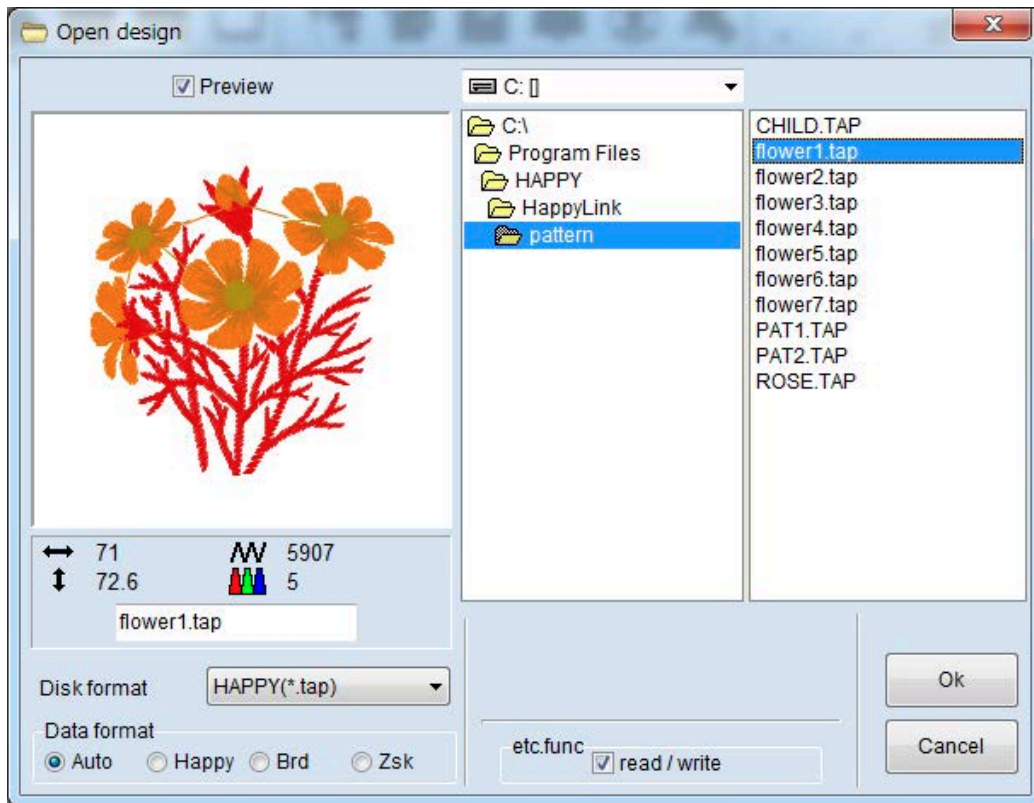 Open design
Preview
C: []
C:\
Program Files
HAPPY
HappyLink
pattern
CHILD.TAP
flower1.tap
flower2.tap
flower3.tap
flower4.tap
flower5.tap
flower6.tap
flower7.tap
PAT1.TAP
PAT2.TAP
ROSE.TAP
71 5907
72.6 5
flower1.tap
Disk format HAPPY(*.tap)
Data format
Auto Happy Brd Zsk
etc.func
read / write
Ok
Cancel